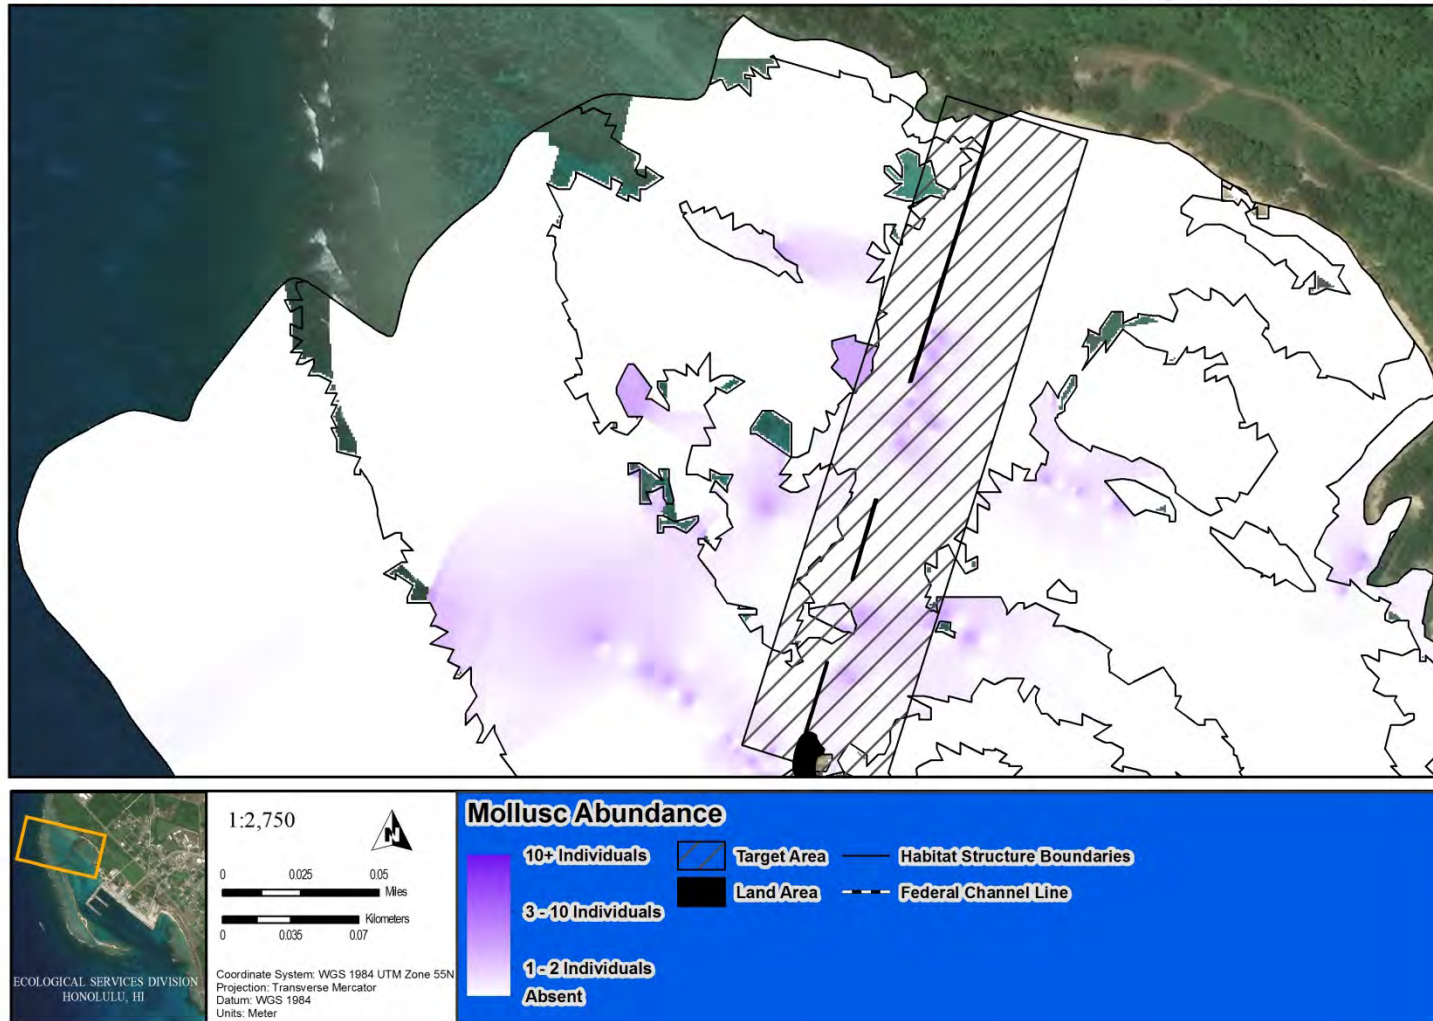 ECOLOGICAL SERVICES DIVISION
HONOLULU, HI
1:2,750
N
0 0.025 0.05
Miles
Kilometers
0 0.035 0.07
Coordinate System: WGS 1984 UTM Zone 55N
Projection: Transverse Mercator
Datum: WGS 1984
Units: Meter
Mollusc Abundance
10+ Individuals
3 - 10 Individuals
1 - 2 Individuals
Absent
Target Area
Land Area
Habitat Structure Boundaries
Federal Channel Line